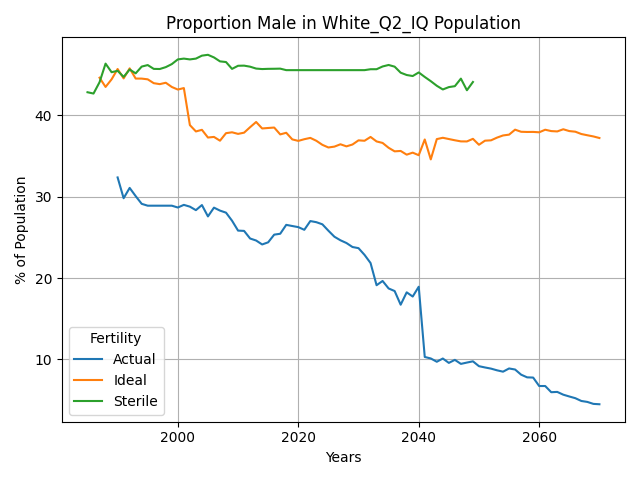 Proportion Male in White_Q2_IQ Population
% of Population
40
30
20
10
Fertility
Actual
Ideal
Sterile
2000 2020 2040 2060
Years